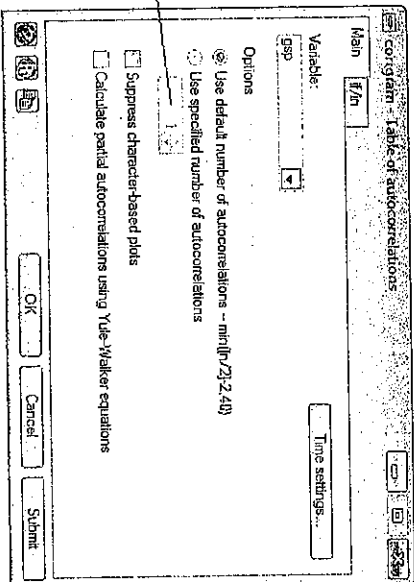 corrgram - Table of autocorrelations
Main if/in
Variable:
gsp
Time settings...
Options
Use default number of autocorrelations -- min([n/2]-2,40)
Use specified number of autocorrelations
1
Suppress character-based plots
Calculate partial autocorrelations using Yule-Walker equations
OK Cancel Submit